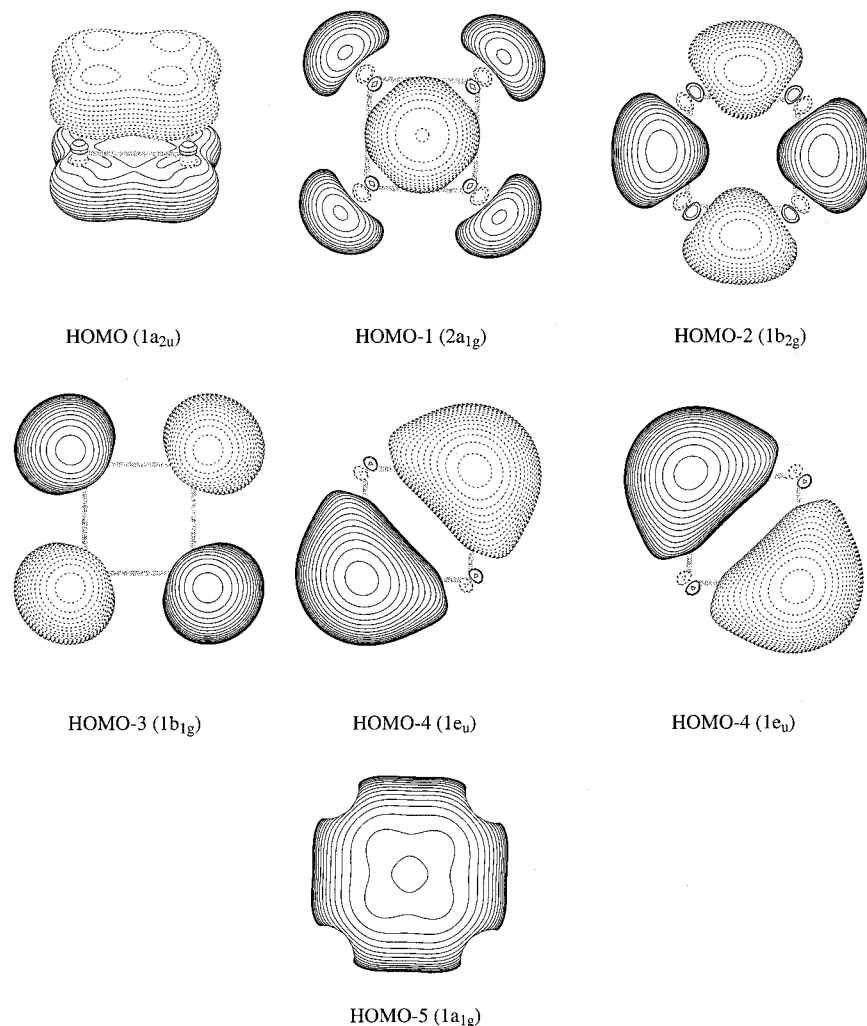 HOMO (1a2u)
HOMO-1 (2a1g)
HOMO-2 (1b2g)
HOMO-3 (1b1g)
HOMO-4 (1eu)
HOMO-4 (1eu)
HOMO-5 (1a1g)